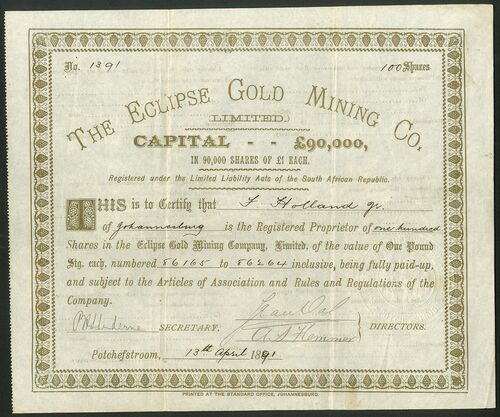 No. 1391 100 Shares
THE ECLIPSE GOLD MINING CO.
LIMITED.
CAPITAL - - £90,000,
IN 90,000 SHARES OF £1 EACH.
Registered under the Limited Liability Acts of the South African Republic.
THIS is to Certify that F Holland Jr.
of Johannesburg is the Registered Proprietor of one hundred
Shares in the Eclipse Gold Mining Company, Limited, of the value of One Pound
Stg. each, numbered 86165 to 86264 inclusive, being fully paid-up,
and subject to the Articles of Association and Rules and Regulations of the
Company.
SECRETARY.
DIRECTORS.
Potchefstroom, 13th April 1891
PRINTED AT THE STANDARD OFFICE, JOHANNESBURG.